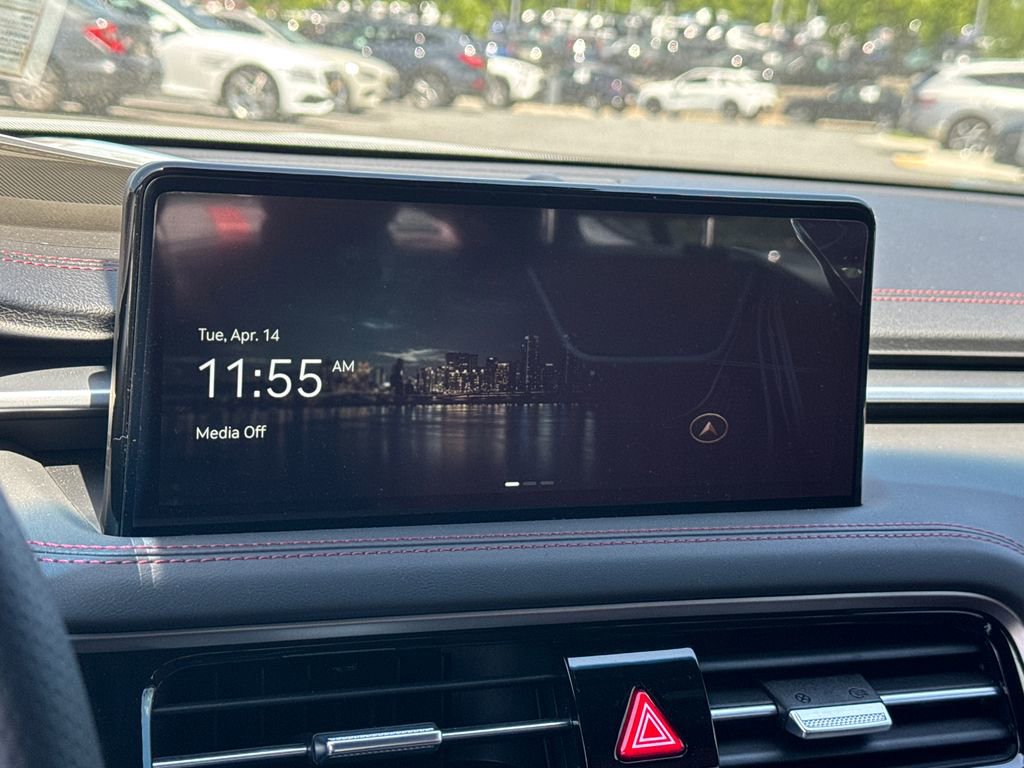 Tue, Apr. 14
11:55 AM
Media Off